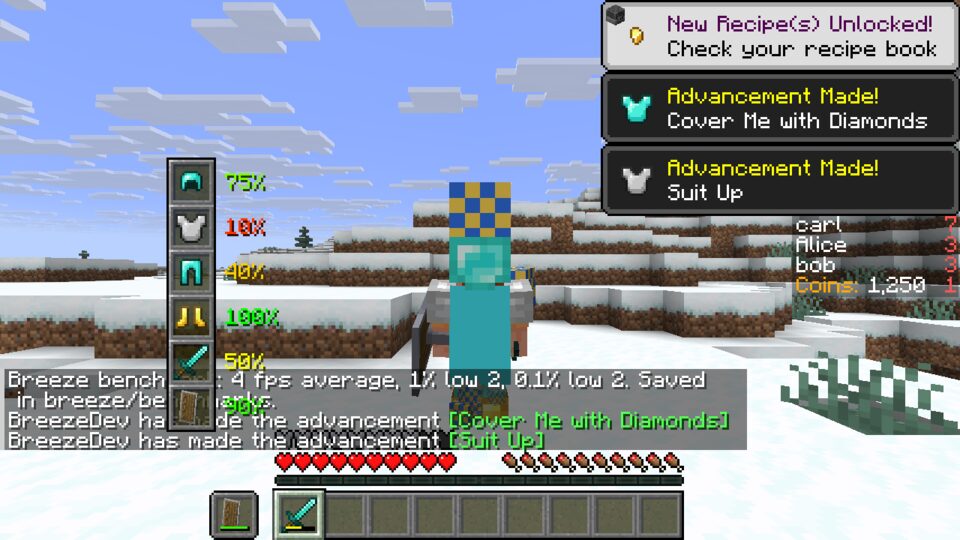 New Recipe(s) Unlocked!
Check your recipe book
Advancement Made!
Cover Me with Diamonds
Advancement Made!
Suit Up
75%
10%
40%
100%
50%
90%
carl 7
Alice 3
bob 3
Coins: 1,250 1
Breeze bench : 4 fps average, 1% low 2, 0.1% low 2. Saved
in breeze/be rks.
BreezeDev ha de the advancement [Cover Me with Diamonds]
BreezeDev has made the advancement [Suit Up]